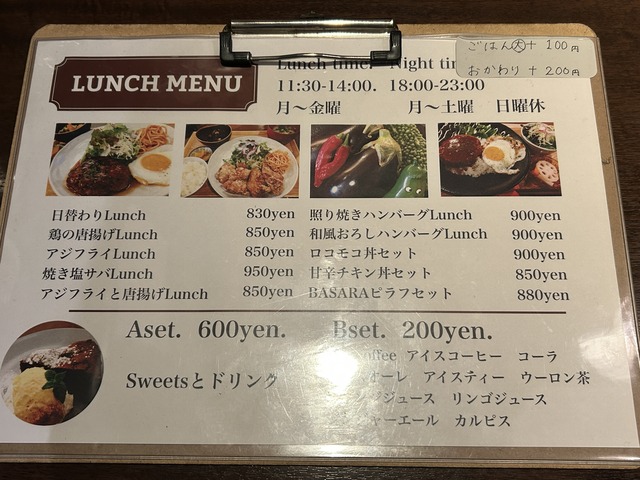 ごはん大+ 100円
おかわり+ 200円
LUNCH MENU
Lunch time. Night
11:30-14:00. 18:00-23:00
月～金曜 月～土曜 日曜休
日替わりLunch 830yen
鶏の唐揚げLunch 850yen
アジフライLunch 850yen
焼き塩サバLunch 950yen
アジフライと唐揚げLunch 850yen
照り焼きハンバーグLunch 900yen
和風おろしハンバーグLunch 900yen
ロコモコ丼セット 900yen
甘辛チキン丼セット 850yen
BASARAピラフセット 880yen
Aset. 600yen.
Sweetsとドリンク
Bset. 200yen.
アイスコーヒー コーラ
アイスティー ウーロン茶
ジュース リンゴジュース
カルピス